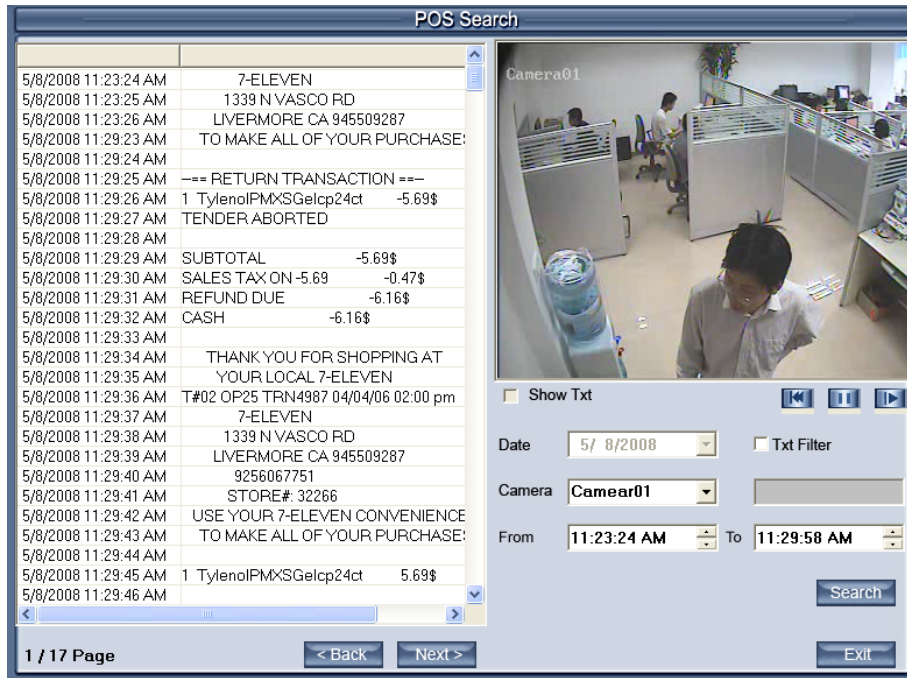 POS Search
5/8/2008 11:23:24 AM 7-ELEVEN
5/8/2008 11:23:25 AM 1339 N VASCO RD
5/8/2008 11:23:26 AM LIVERMORE CA 945509287
5/8/2008 11:29:23 AM TO MAKE ALL OF YOUR PURCHASE
5/8/2008 11:29:24 AM
5/8/2008 11:29:25 AM --== RETURN TRANSACTION ==--
5/8/2008 11:29:26 AM 1 TylenolPMXSGelcp24ct -5.69$
5/8/2008 11:29:27 AM TENDER ABORTED
5/8/2008 11:29:28 AM
5/8/2008 11:29:29 AM SUBTOTAL -5.69$
5/8/2008 11:29:30 AM SALES TAX ON -5.69 -0.47$
5/8/2008 11:29:31 AM REFUND DUE -6.16$
5/8/2008 11:29:32 AM CASH -6.16$
5/8/2008 11:29:33 AM
5/8/2008 11:29:34 AM THANK YOU FOR SHOPPING AT
5/8/2008 11:29:35 AM YOUR LOCAL 7-ELEVEN
5/8/2008 11:29:36 AM T#02 OP25 TRN4987 04/04/06 02:00 pm
5/8/2008 11:29:37 AM 7-ELEVEN
5/8/2008 11:29:38 AM 1339 N VASCO RD
5/8/2008 11:29:39 AM LIVERMORE CA 945509287
5/8/2008 11:29:40 AM 9256067751
5/8/2008 11:29:41 AM STORE#: 32266
5/8/2008 11:29:42 AM USE YOUR 7-ELEVEN CONVENIENCE
5/8/2008 11:29:43 AM TO MAKE ALL OF YOUR PURCHASE
5/8/2008 11:29:44 AM
5/8/2008 11:29:45 AM 1 TylenolPMXSGelcp24ct 5.69$
5/8/2008 11:29:46 AM
1 / 17 Page
< Back
Next >
Camera01
Show Txt
Date 5/ 8/2008
Txt Filter
Camera Camear01
From 11:23:24 AM To 11:29:58 AM
Search
Exit